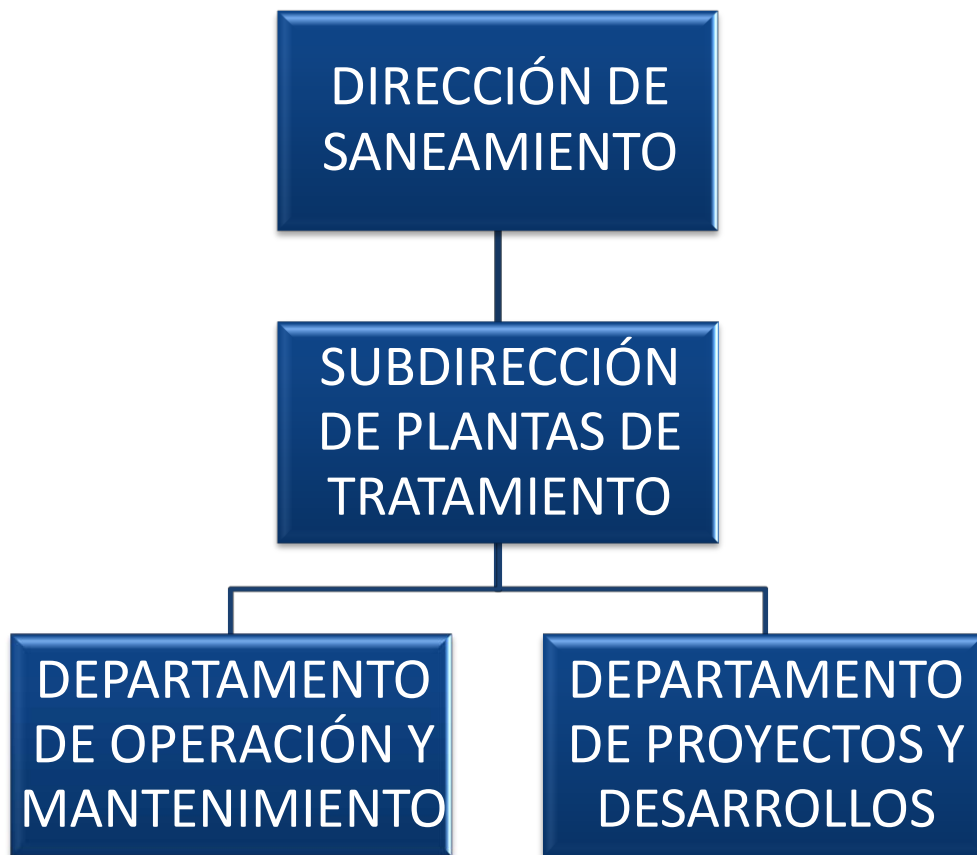 DIRECCIÓN DE
SANEAMIENTO
SUBDIRECCIÓN
DE PLANTAS DE
TRATAMIENTO
DEPARTAMENTO
DE OPERACIÓN Y
MANTENIMIENTO
DEPARTAMENTO
DE PROYECTOS Y
DESARROLLOS